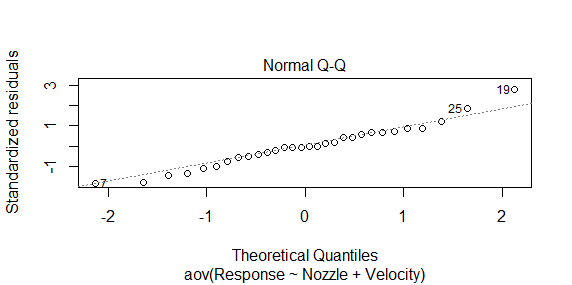 Normal Q-Q
Standardized residuals
3
1
-1
19
25
7
-2
-1
0
1
2
Theoretical Quantiles
aov(Response ~ Nozzle + Velocity)